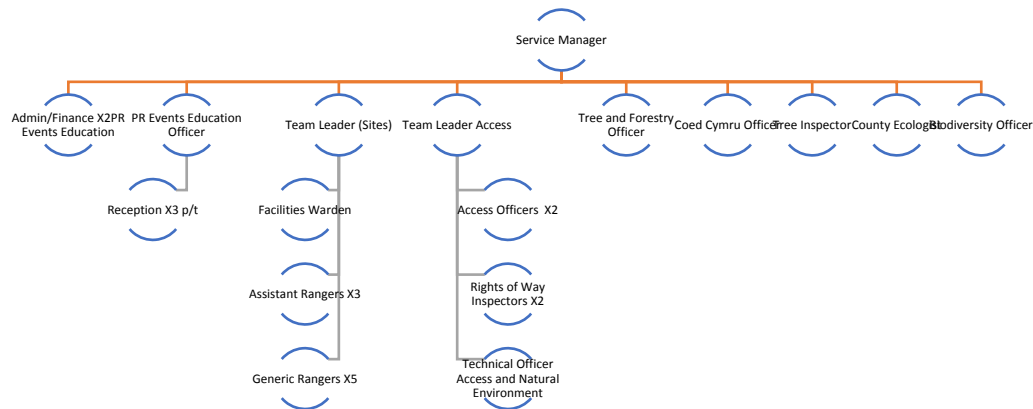 Service Manager
Admin/Finance X2PR
Events Education
PR Events Education
Officer
Team Leader (Sites)
Team Leader Access
Tree and Forestry
Officer
Coed Cymru Officer
Tree Inspector
County Ecologist
Biodiversity Officer
Reception X3 p/t
Facilities Warden
Access Officers  X2
Assistant Rangers X3
Rights of Way
Inspectors X2
Generic Rangers X5
Technical Officer
Access and Natural
Environment